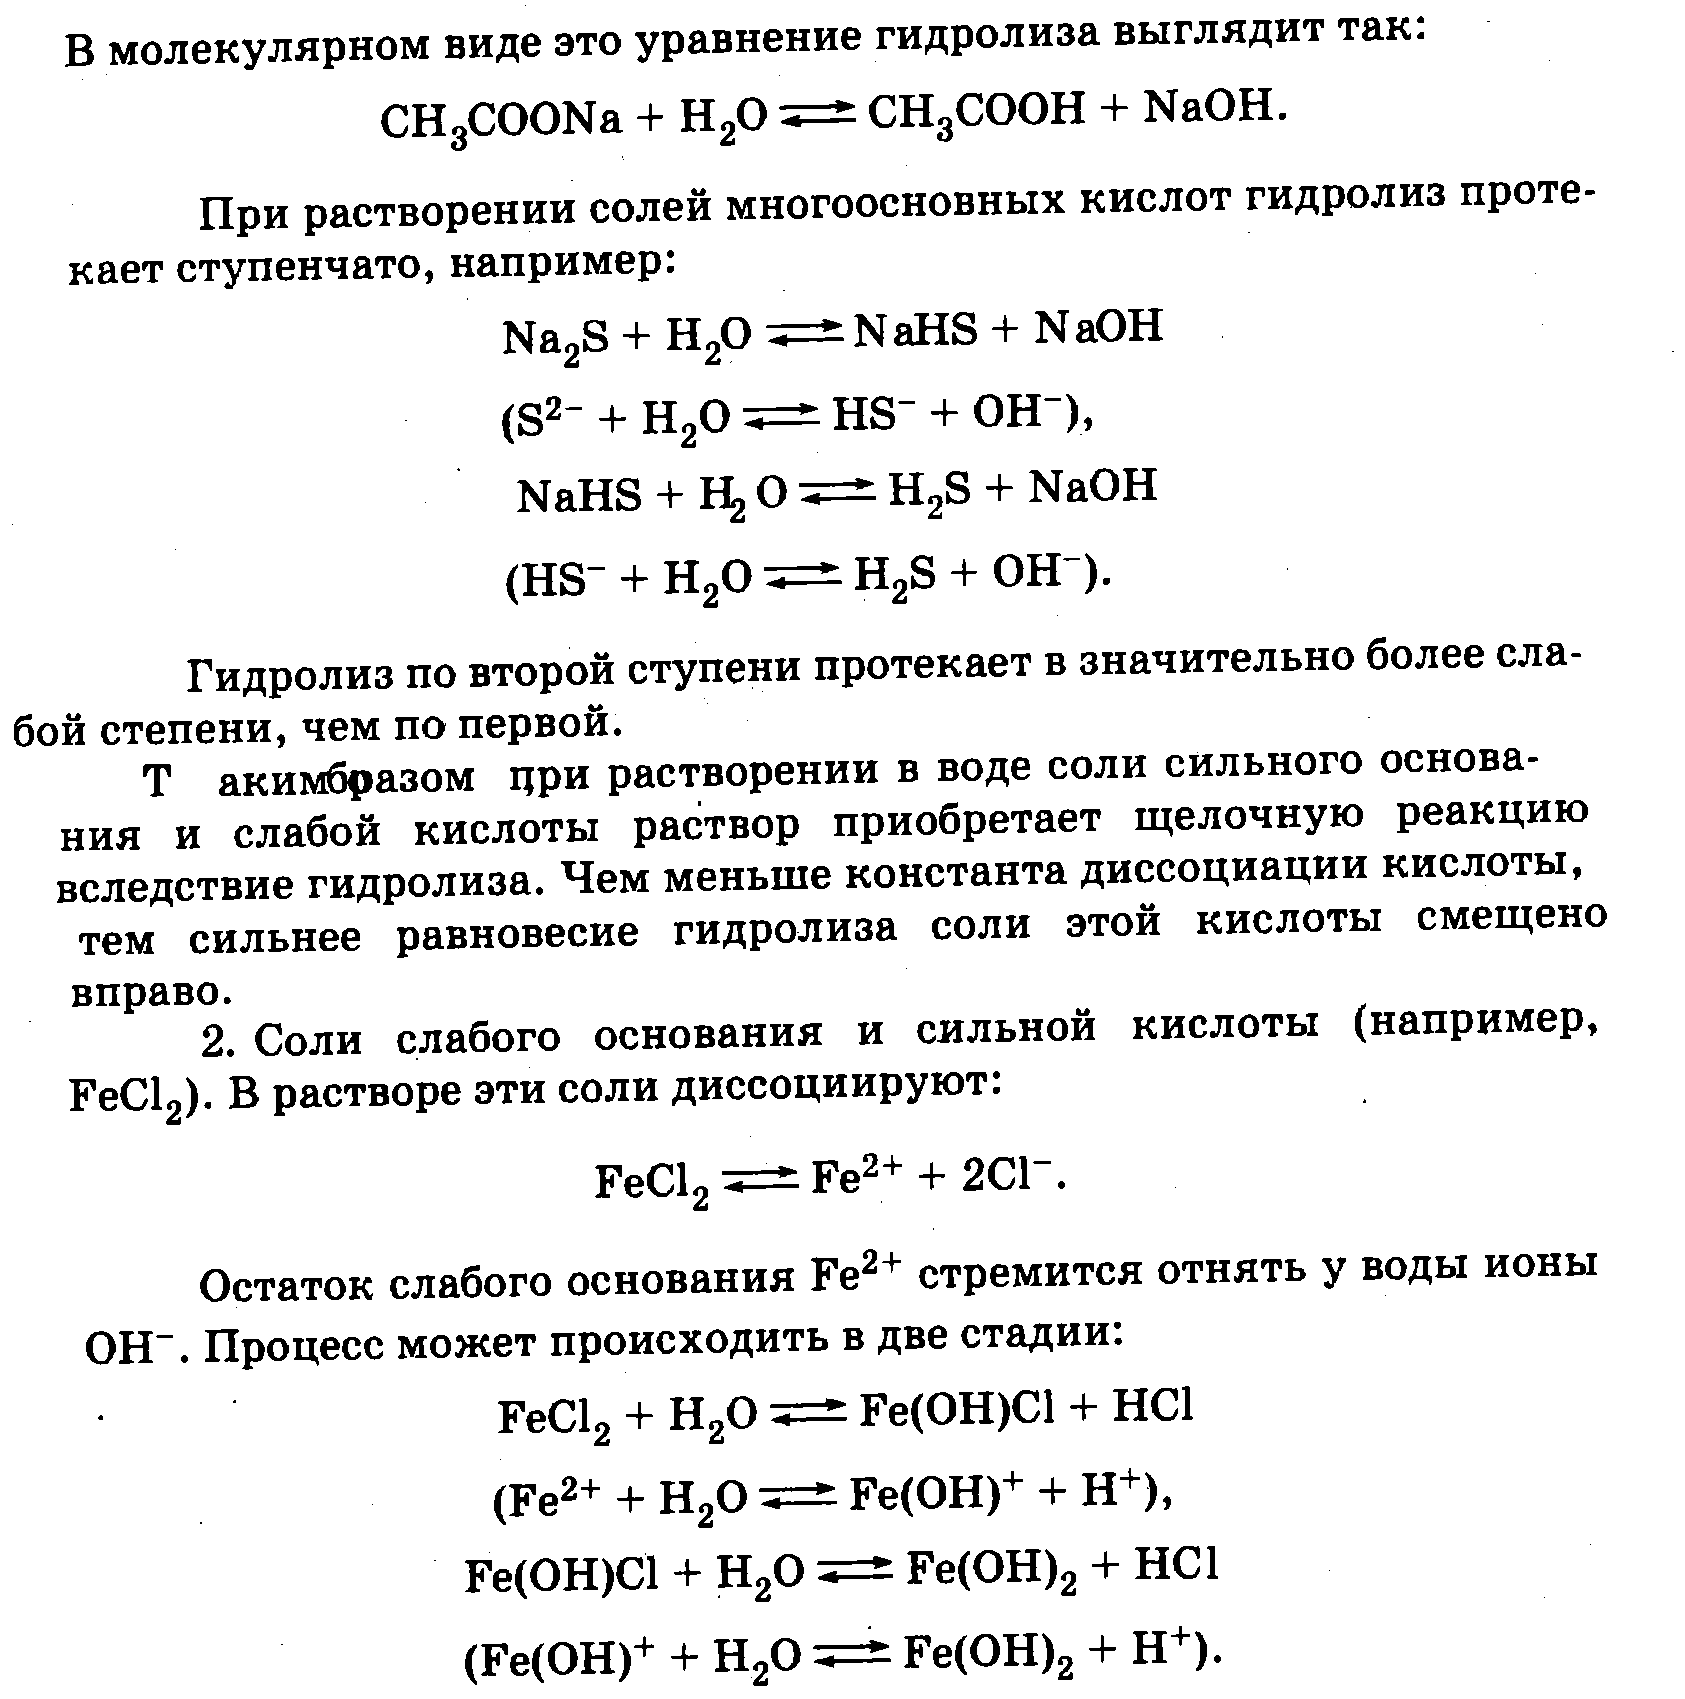 В молекулярном виде это уравнение гидролиза выглядит так:
CH₃COONa + H₂O ⇌ CH₃COOH + NaOH.
При растворении солей многоосновных кислот гидролиз проте-
кает ступенчато, например:
Na₂S + H₂O ⇌ NaHS + NaOH
(S²⁻ + H₂O ⇌ HS⁻ + OH⁻),
NaHS + H₂O ⇌ H₂S + NaOH
(HS⁻ + H₂O ⇌ H₂S + OH⁻).
Гидролиз по второй ступени протекает в значительно более сла-
бой степени, чем по первой.
Т акимбразом при растворении в воде соли сильного основа-
ния и слабой кислоты раствор приобретает щелочную реакцию
вследствие гидролиза. Чем меньше константа диссоциации кислоты,
тем сильнее равновесие гидролиза соли этой кислоты смещено
вправо.
2. Соли слабого основания и сильной кислоты (например,
FeCl₂). В растворе эти соли диссоциируют:
FeCl₂ ⇌ Fe²⁺ + 2Cl⁻.
Остаток слабого основания Fe²⁺ стремится отнять у воды ионы
OH⁻. Процесс может происходить в две стадии:
FeCl₂ + H₂O ⇌ Fe(OH)Cl + HCl
(Fe²⁺ + H₂O ⇌ Fe(OH)⁺ + H⁺),
Fe(OH)Cl + H₂O ⇌ Fe(OH)₂ + HCl
(Fe(OH)⁺ + H₂O ⇌ Fe(OH)₂ + H⁺).